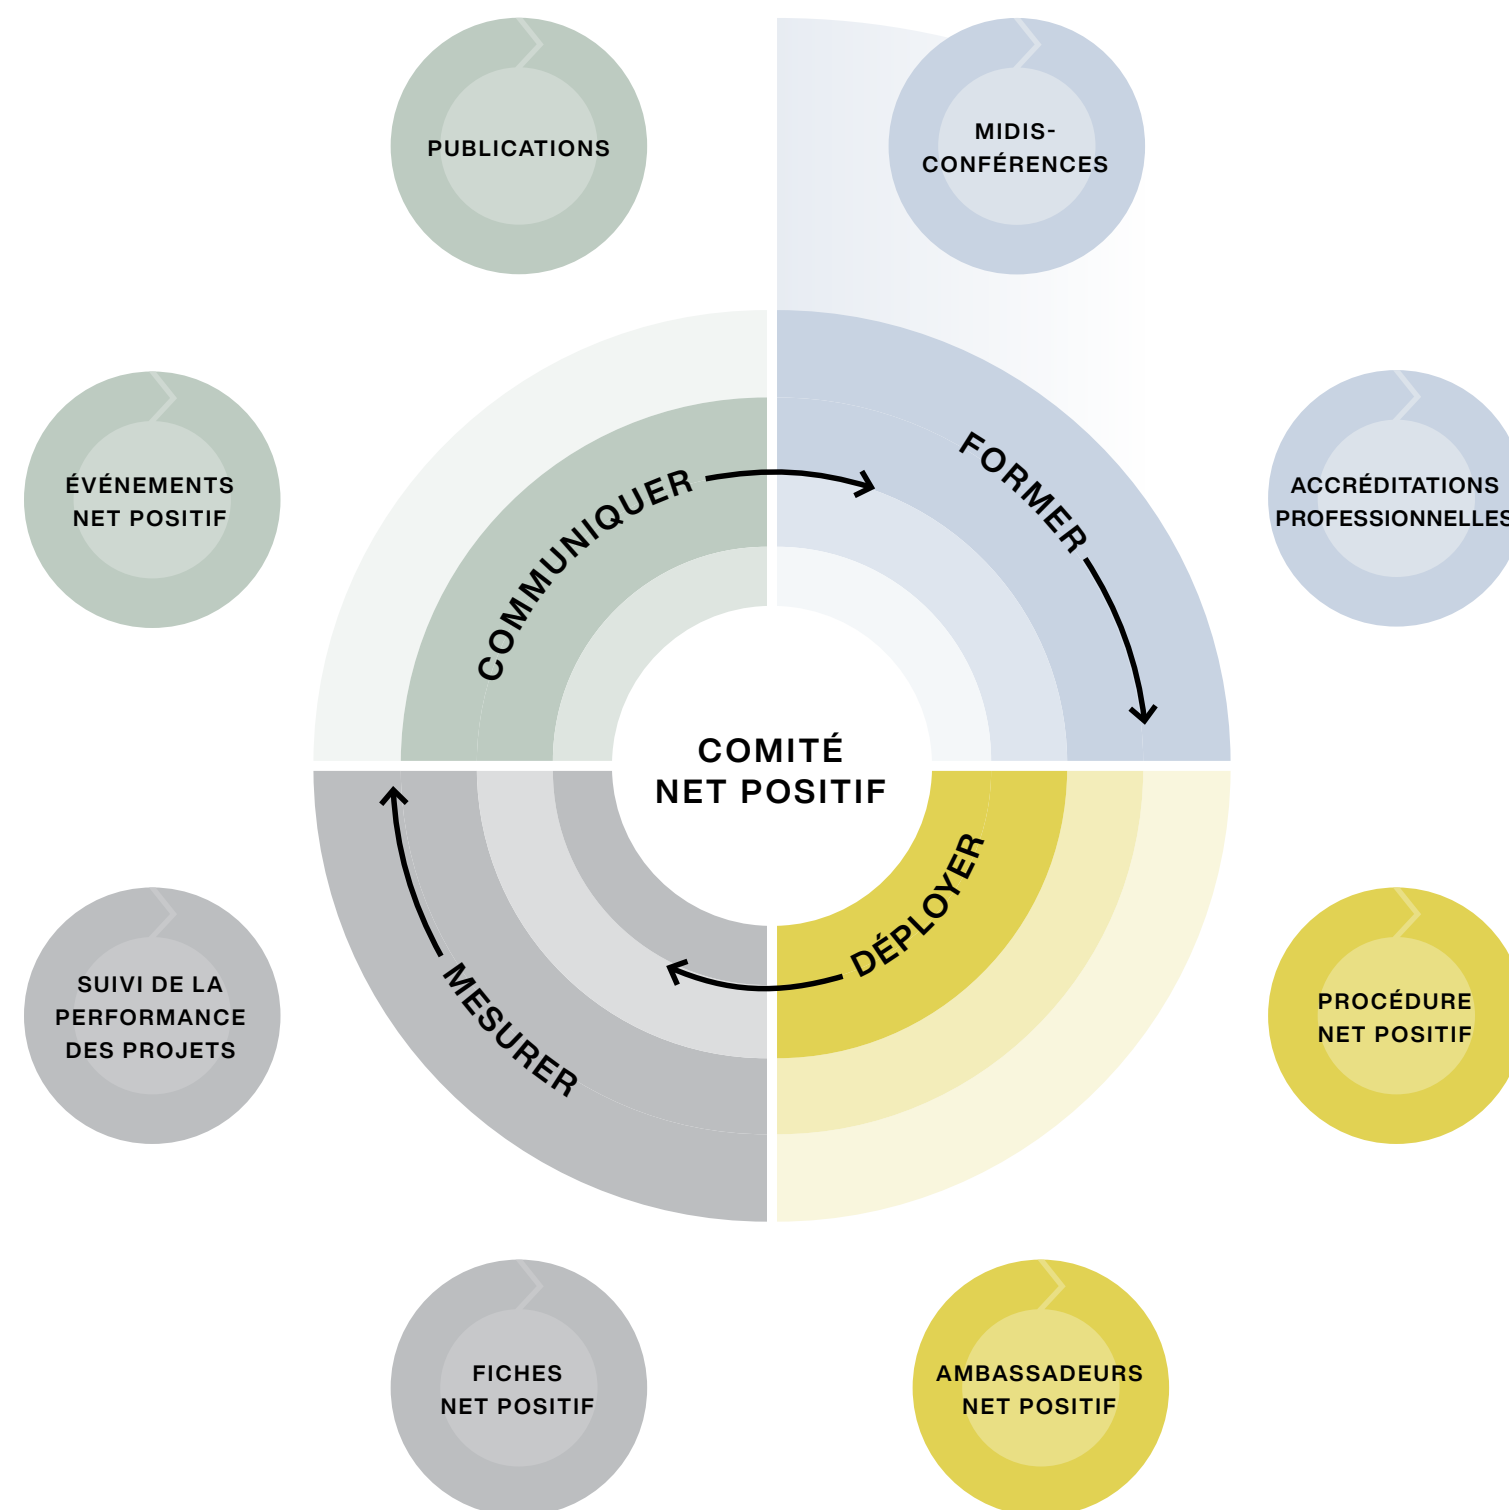 PUBLICATIONS
MIDIS-
CONFÉRENCES
ÉVÉNEMENTS
NET POSITIF
COMMUNIQUER
FORMER
ACCRÉDITATIONS
PROFESSIONNELLES
COMITÉ
NET POSITIF
SUIVI DE LA
PERFORMANCE
DES PROJETS
MESURER
DÉPLOYER
PROCÉDURE
NET POSITIF
FICHES
NET POSITIF
AMBASSADEURS
NET POSITIF